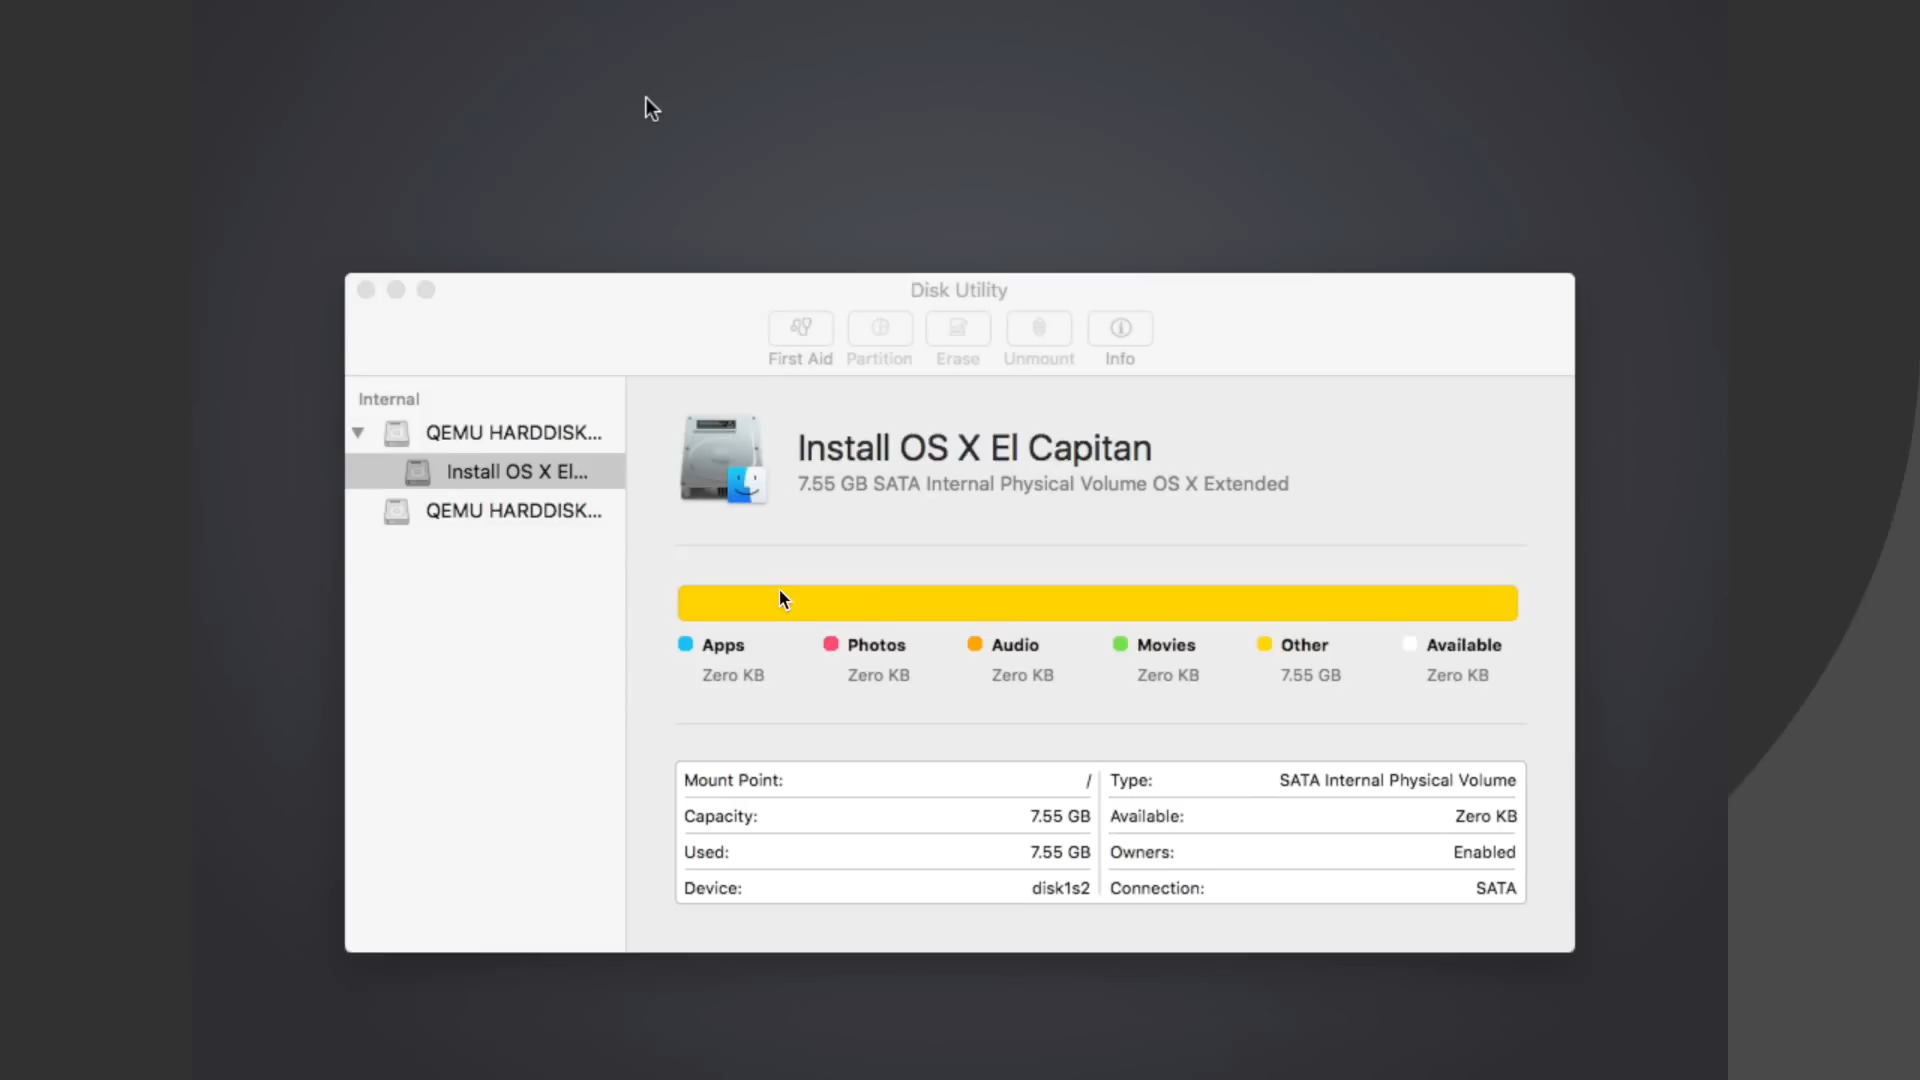 Disk Utility
First Aid Partition Erase Unmount Info
Internal
QEMU HARDDISK...
Install OS X El...
QEMU HARDDISK...
Install OS X El Capitan
7.55 GB SATA Internal Physical Volume OS X Extended
Apps Photos Audio Movies Other Available
Zero KB Zero KB Zero KB Zero KB 7.55 GB Zero KB
Mount Point: / Type: SATA Internal Physical Volume
Capacity: 7.55 GB Available: Zero KB
Used: 7.55 GB Owners: Enabled
Device: disk1s2 Connection: SATA